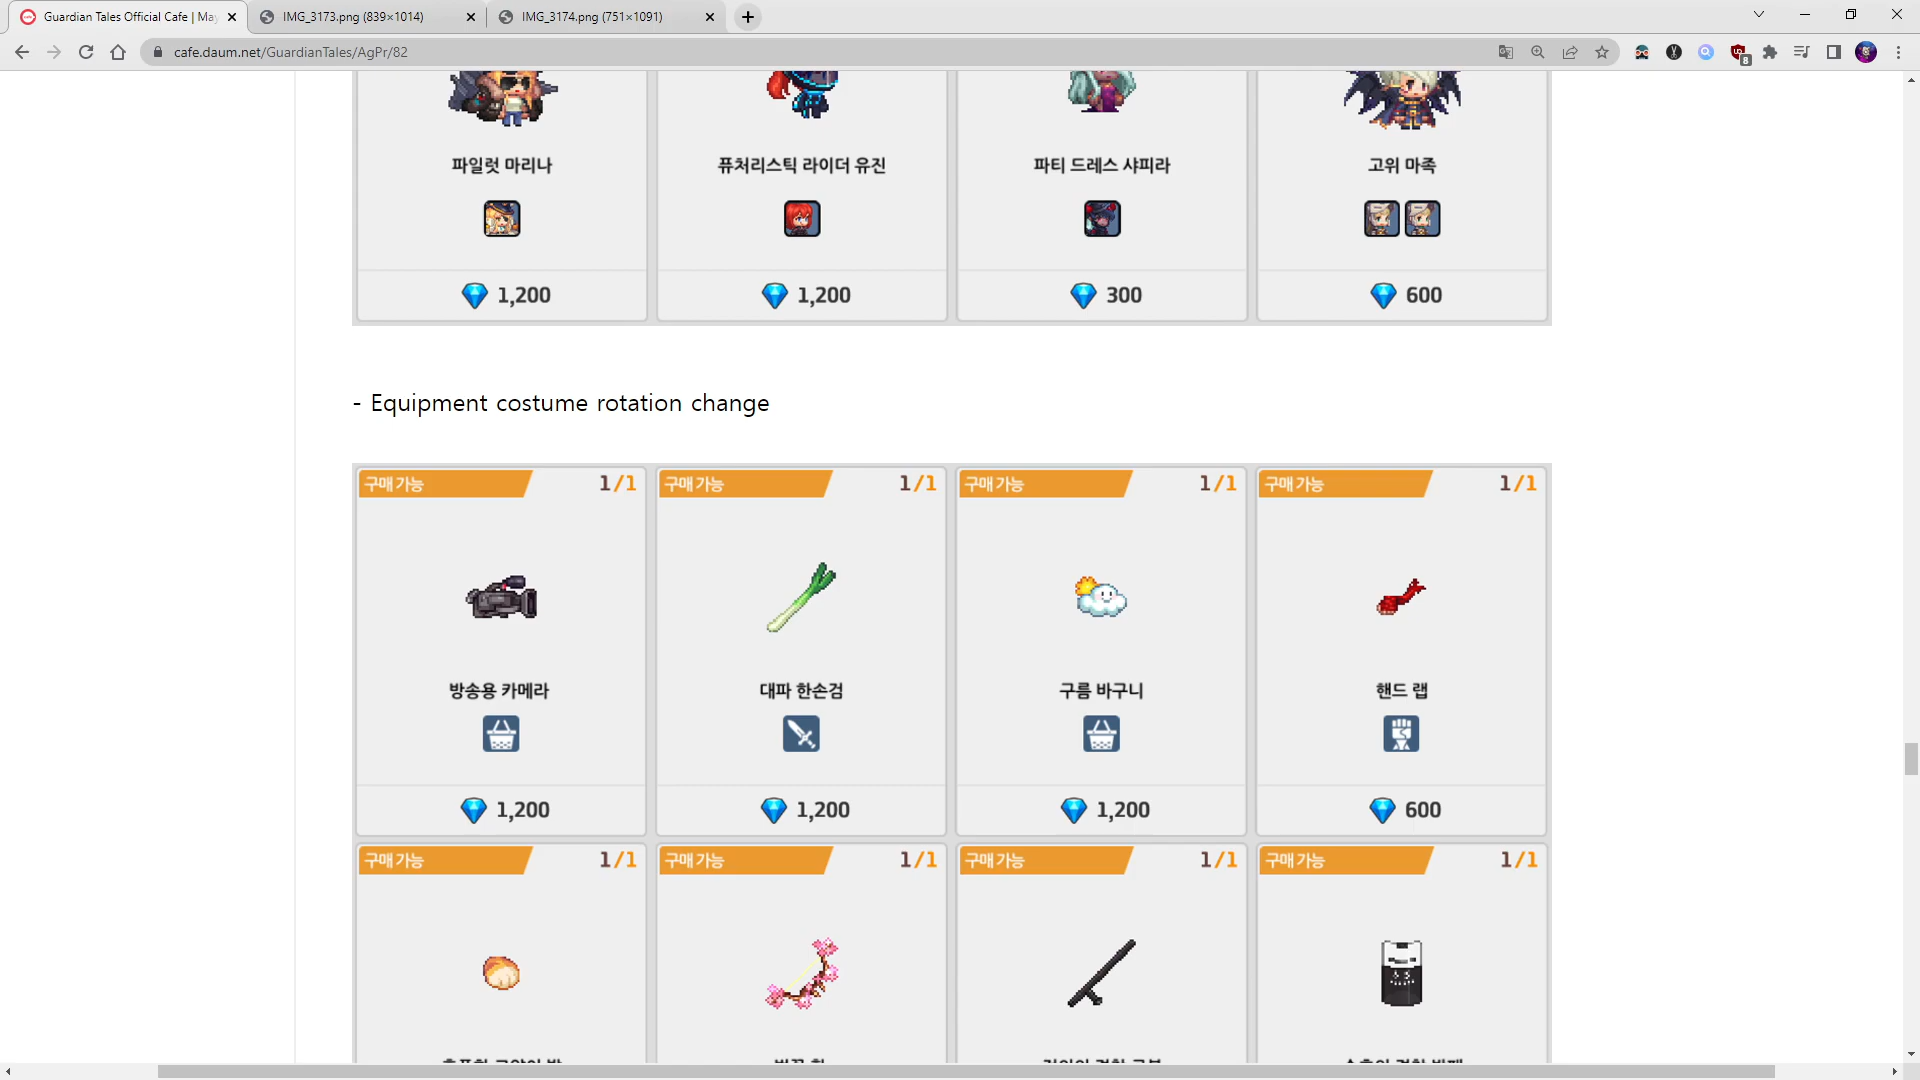 Guardian Tales Official Cafe | May
IMG_3173.png (839×1014)
IMG_3174.png (751×1091)
cafe.daum.net/GuardianTales/AgPr/82
8
파일럿 마리나
퓨처리스틱 라이더 유진
파티 드레스 샤피라
고위 마족
1,200
1,200
300
600
- Equipment costume rotation change
구매 가능 1/1
구매 가능 1/1
구매 가능 1/1
구매 가능 1/1
방송용 카메라
대파 한손검
구름 바구니
핸드 랩
1,200
1,200
1,200
600
구매 가능 1/1
구매 가능 1/1
구매 가능 1/1
구매 가능 1/1